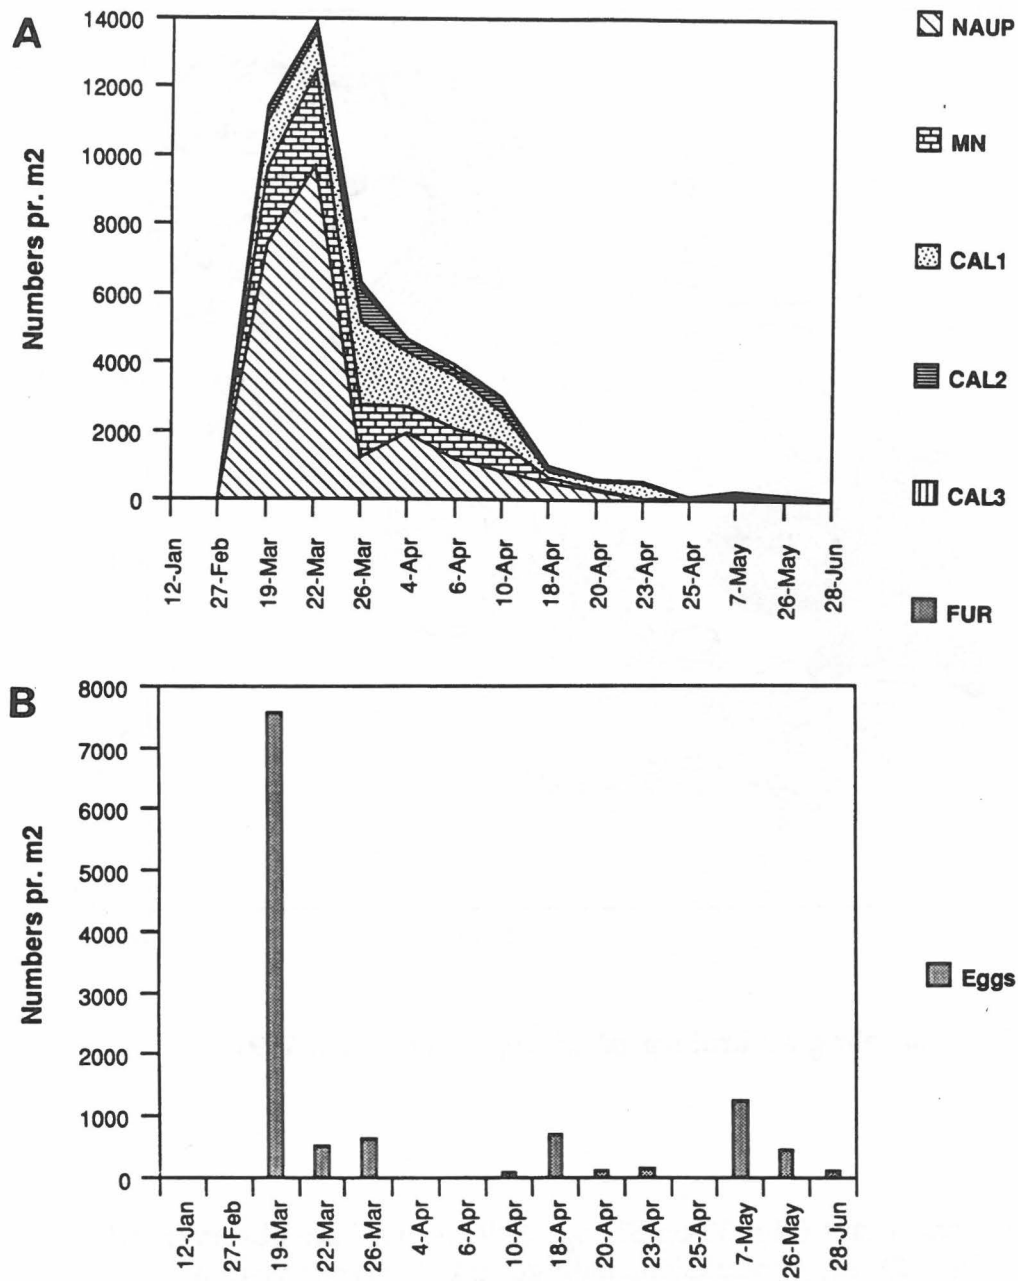 A
Numbers pr. m2
14000
12000
10000
8000
6000
4000
2000
0
12-Jan
27-Feb
19-Mar
22-Mar
26-Mar
4-Apr
6-Apr
10-Apr
18-Apr
20-Apr
23-Apr
25-Apr
7-May
26-May
28-Jun
NAUP
MN
CAL1
CAL2
CAL3
FUR
B
Numbers pr. m2
8000
7000
6000
5000
4000
3000
2000
1000
0
12-Jan
27-Feb
19-Mar
22-Mar
26-Mar
4-Apr
6-Apr
10-Apr
18-Apr
20-Apr
23-Apr
25-Apr
7-May
26-May
28-Jun
Eggs